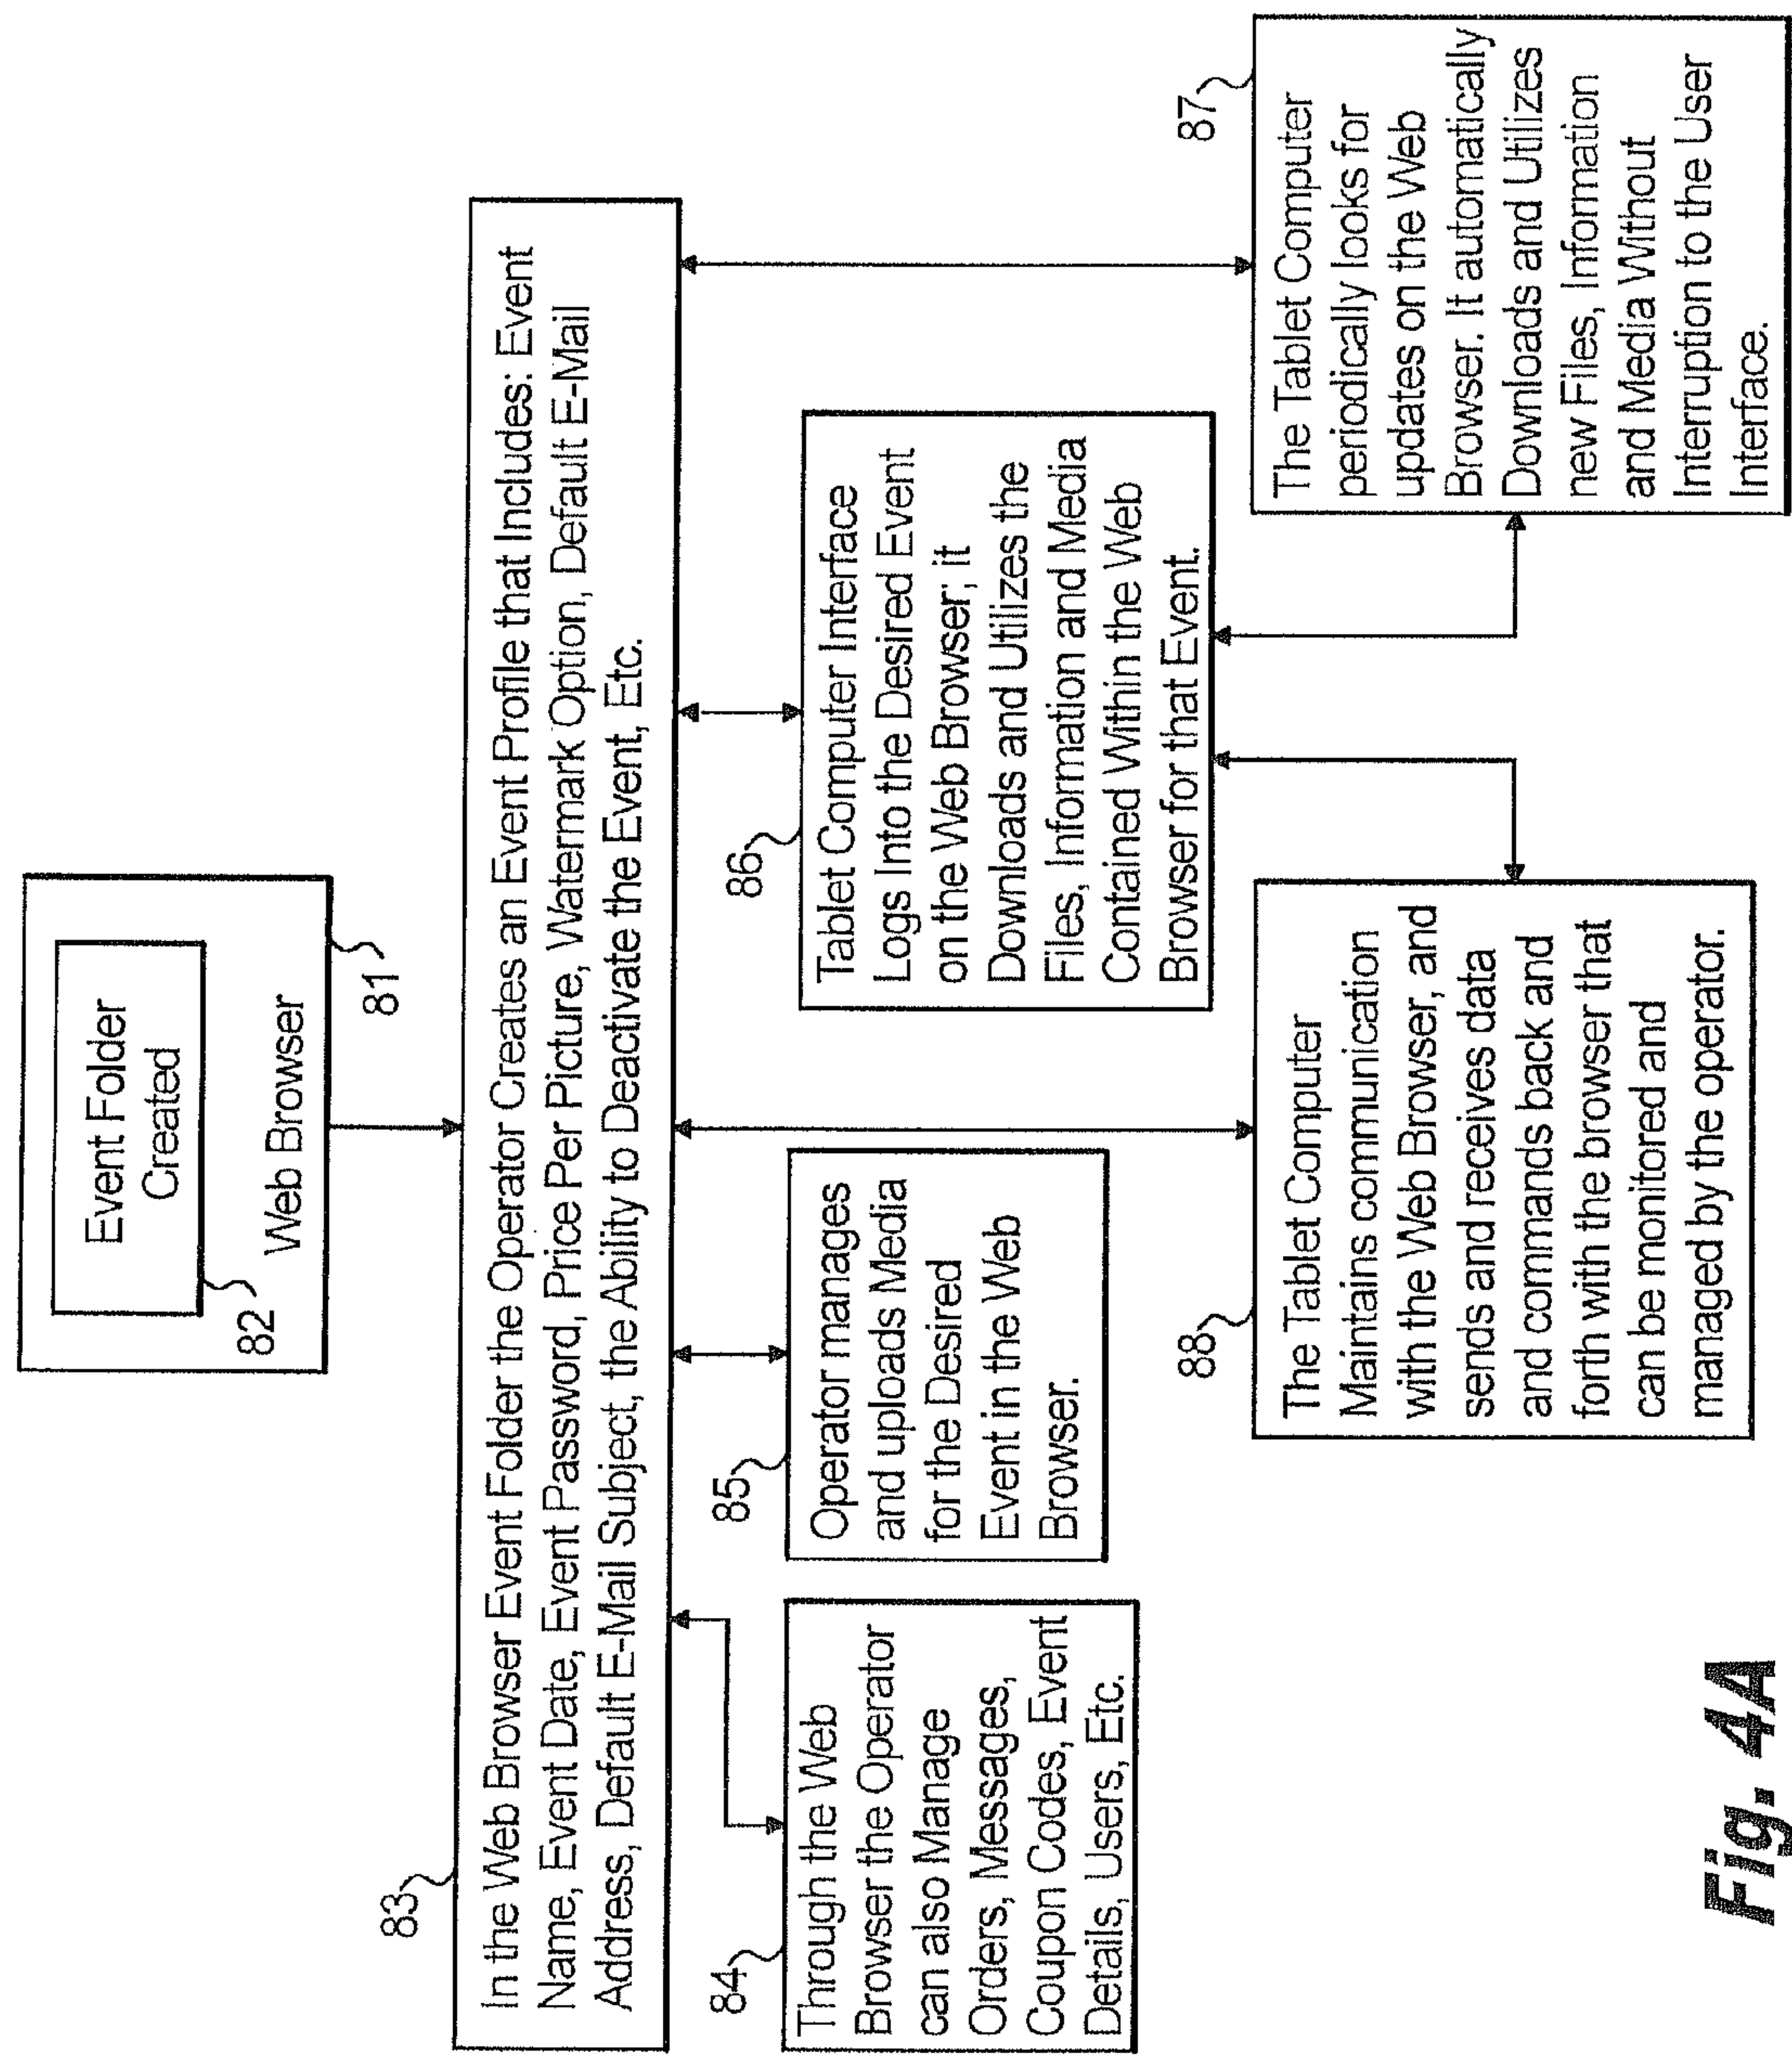 Event Folder
Created
82
Web Browser
81
83
In the Web Browser Event Folder the Operator Creates an Event Profile that Includes: Event
Name, Event Date, Event Password, Price Per Picture, Watermark Option, Default E-Mail
Address, Default E-Mail Subject, the Ability to Deactivate the Event, Etc.
84
Through the Web
Browser the Operator
can also Manage
Orders, Messages,
Coupon Codes, Event
Details, Users, Etc.
85
Operator manages
and uploads Media
for the Desired
Event in the Web
Browser.
86
Tablet Computer Interface
Logs Into the Desired Event
on the Web Browser; it
Downloads and Utilizes the
Files, Information and Media
Contained Within the Web
Browser for that Event.
88
The Tablet Computer
Maintains communication
with the Web Browser, and
sends and receives data
and commands back and
forth with the browser that
can be monitored and
managed by the operator.
87
The Tablet Computer
periodically looks for
updates on the Web
Browser. It automatically
Downloads and Utilizes
new Files, Information
and Media Without
Interruption to the User
Interface.
Fig. 4A